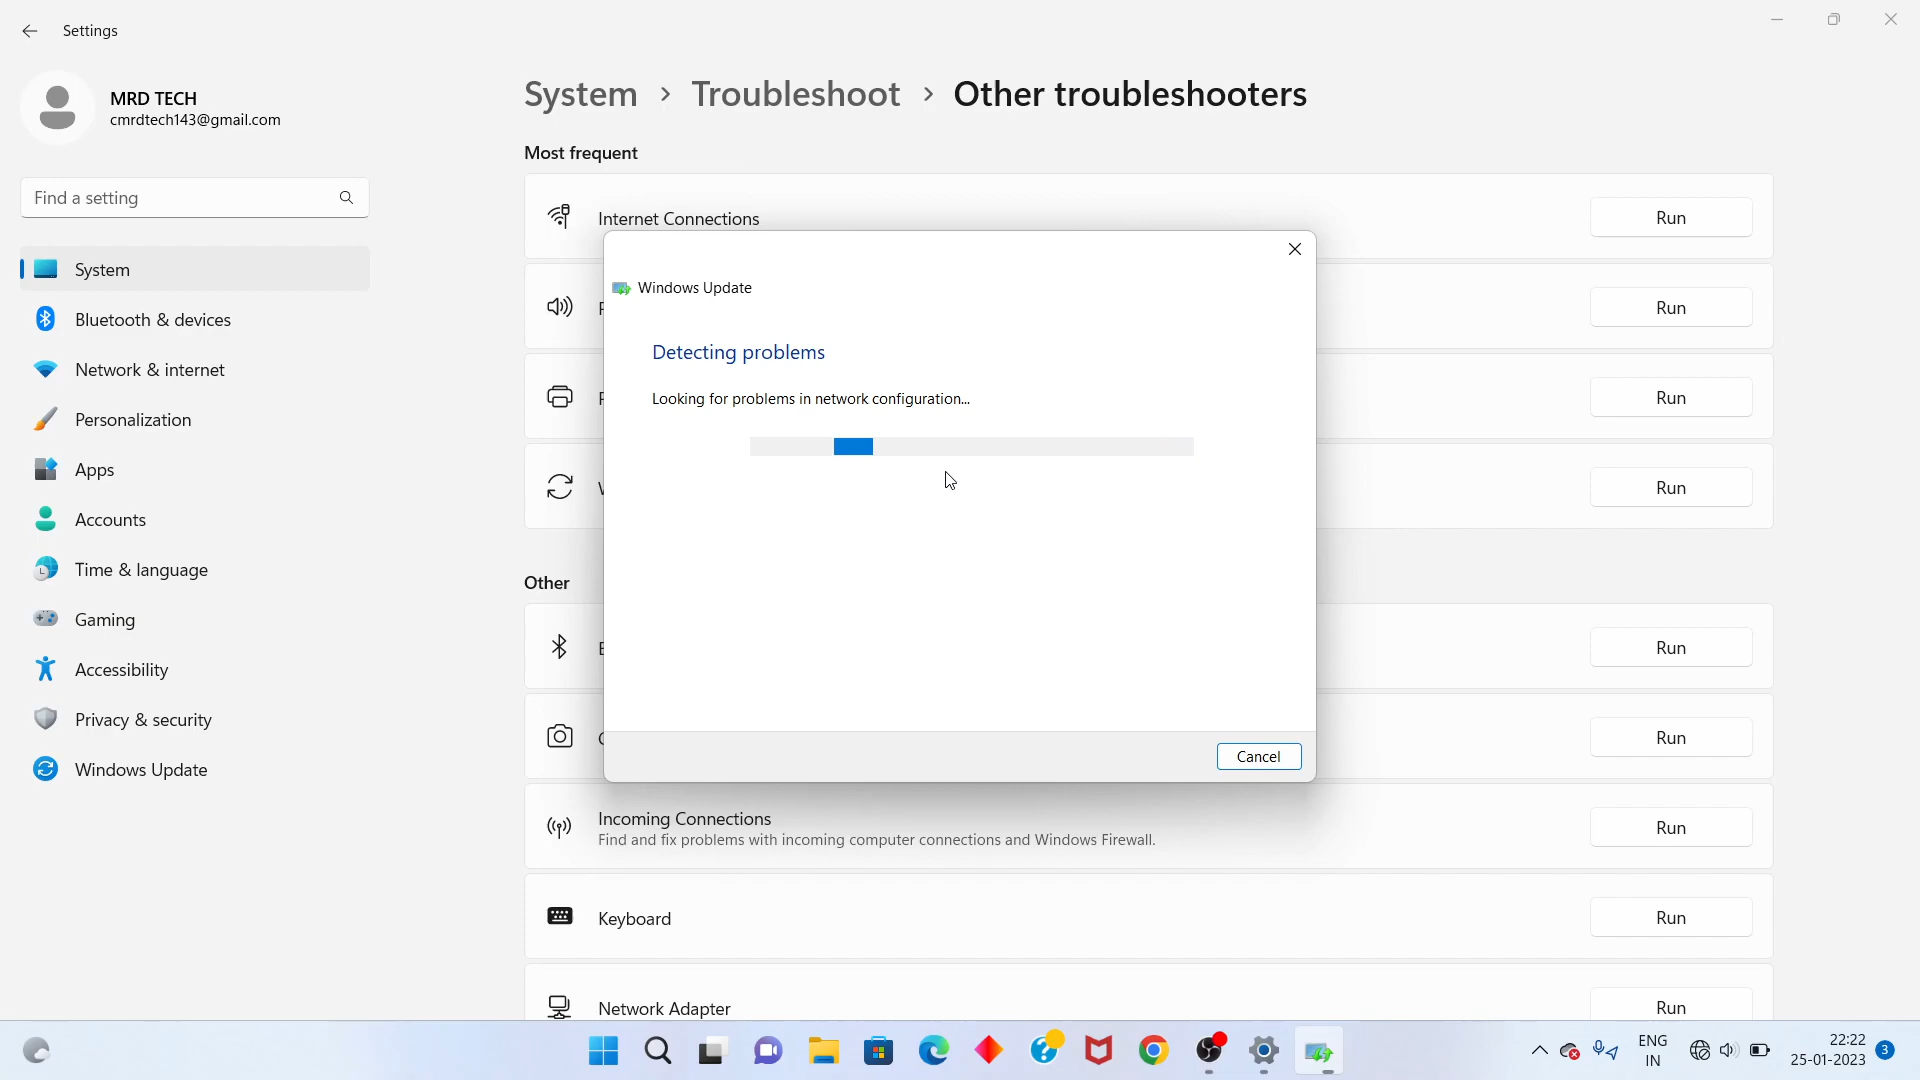 Settings
MRD TECH
cmrdtech143@gmail.com
Find a setting
System
Bluetooth & devices
Network & internet
Personalization
Apps
Accounts
Time & language
Gaming
Accessibility
Privacy & security
Windows Update
System > Troubleshoot > Other troubleshooters
Most frequent
Internet Connections
Run
Run
Run
Run
Windows Update
Detecting problems
Looking for problems in network configuration...
Cancel
Other
Run
Run
Incoming Connections
Find and fix problems with incoming computer connections and Windows Firewall.
Run
Keyboard
Run
Network Adapter
Run
ENG
IN
22:22
25-01-2023
3